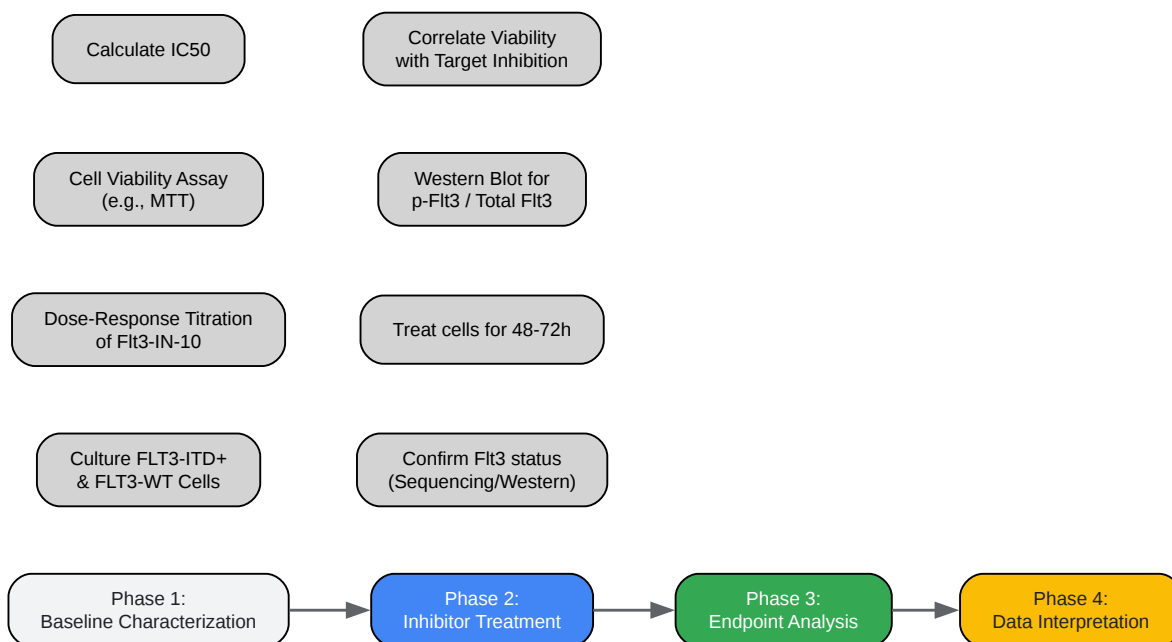 Calculate IC50
Correlate Viability
with Target Inhibition
Cell Viability Assay
(e.g., MTT)
Western Blot for
p-Flt3 / Total Flt3
Dose-Response Titration
of Flt3-IN-10
Treat cells for 48-72h
Culture FLT3-ITD+
& FLT3-WT Cells
Confirm Flt3 status
(Sequencing/Western)
Phase 1:
Baseline Characterization
Phase 2:
Inhibitor Treatment
Phase 3:
Endpoint Analysis
Phase 4:
Data Interpretation